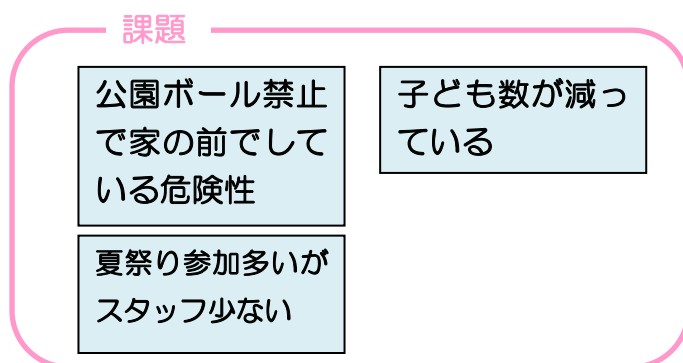 課題
公園ボール禁止
で家の前でして
いる危険性
子ども数が減っ
ている
夏祭り参加多いが
スタッフ少ない